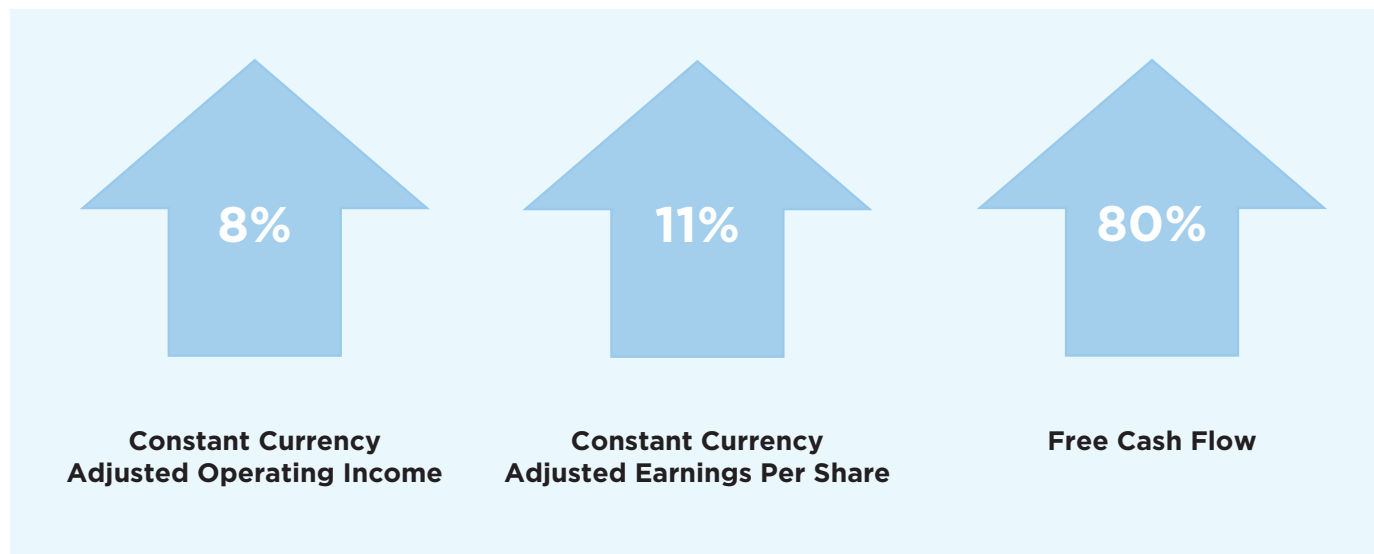 8%
11%
80%
Constant Currency
Adjusted Operating Income
Constant Currency
Adjusted Earnings Per Share
Free Cash Flow